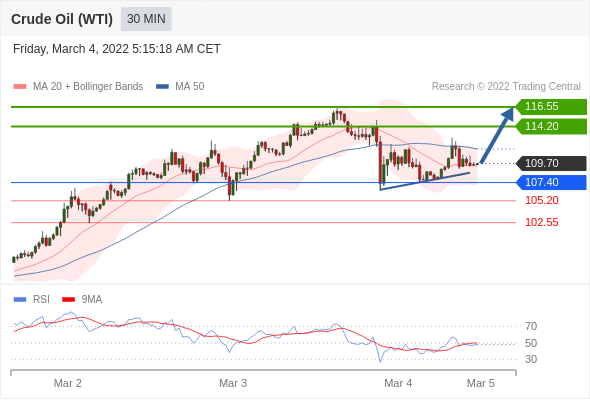 Crude Oil (WTI) 30 MIN
Friday, March 4, 2022 5:15:18 AM CET
MA 20 + Bollinger Bands MA 50 Research © 2022 Trading Central
116.55
114.20
109.70
107.40
105.20
102.55
RSI 9MA
70
50
30
Mar 2 Mar 3 Mar 4 Mar 5